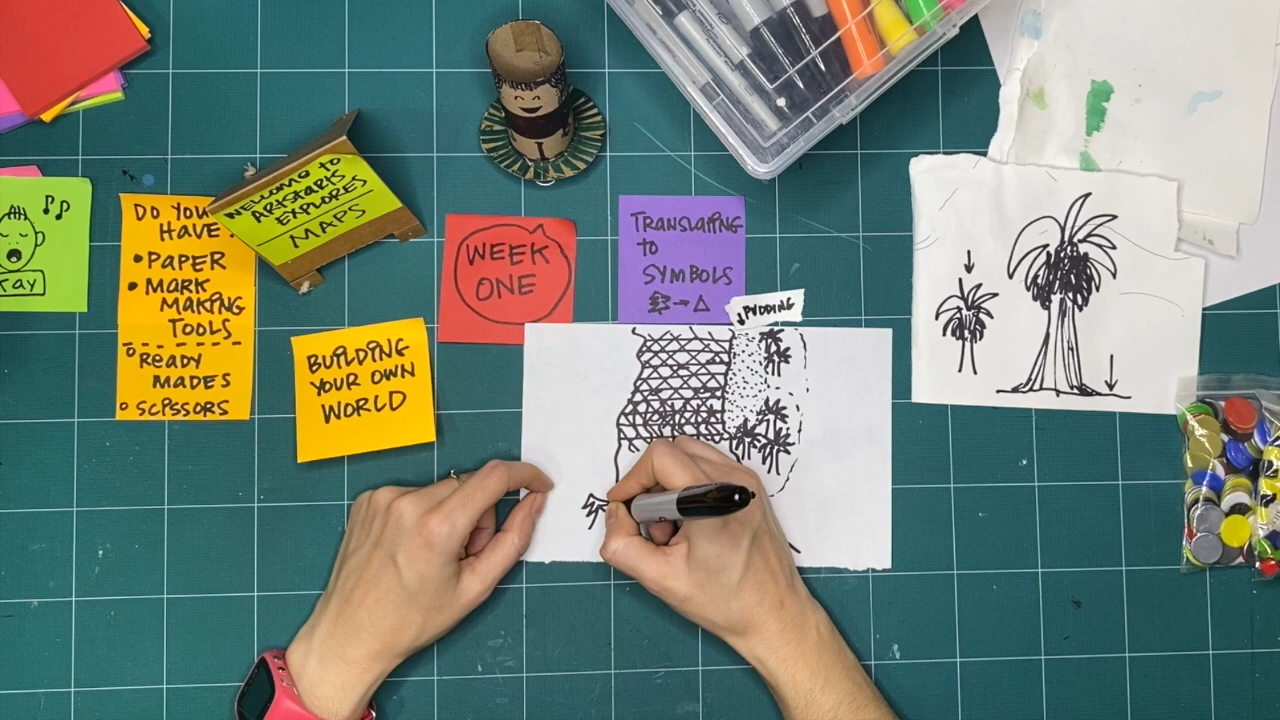 KAY
DO YOU
HAVE?
• PAPER
• MARK
MAKING
TOOLS
° READY
MADES
° SCISSORS
WELCOME to
ARTSTARTS
EXPLORES
MAPS
BUILDING
YOUR OWN
WORLD
WEEK
ONE
TRANSLATING
to
SYMBOLS
PUDDING